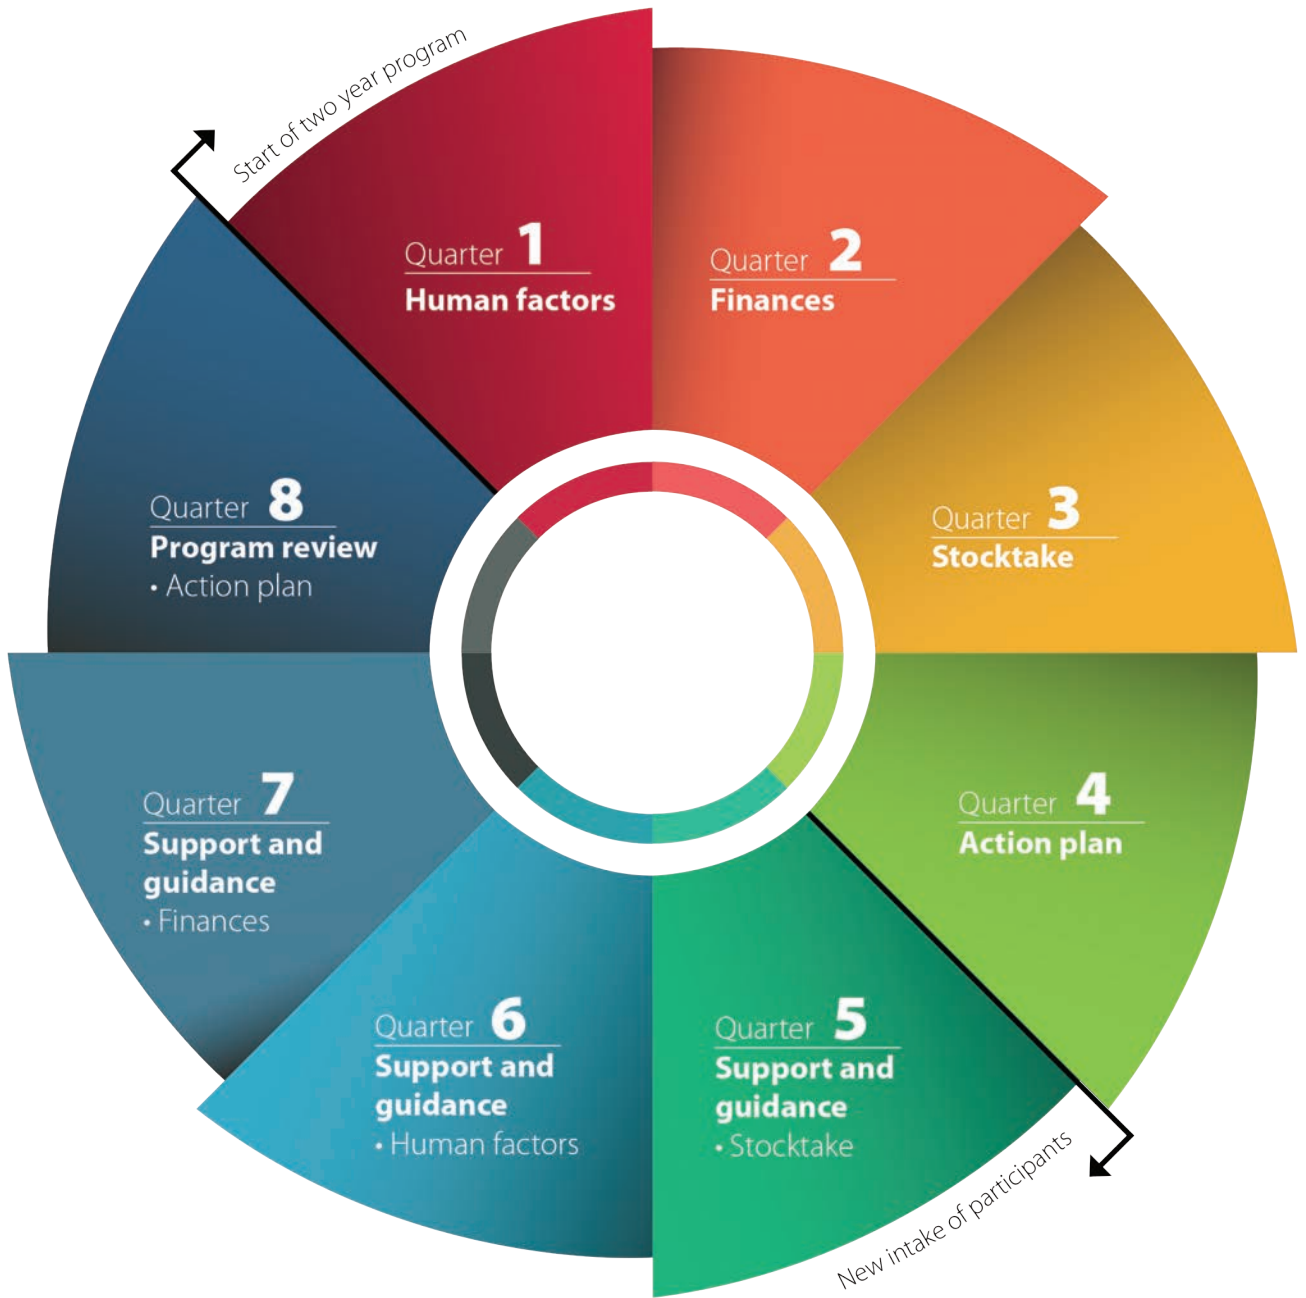 Start of two year program
Quarter 1
Human factors
Quarter 2
Finances
Quarter 3
Stocktake
Quarter 4
Action plan
New intake of participants
Quarter 5
Support and
guidance
• Stocktake
Quarter 6
Support and
guidance
• Human factors
Quarter 7
Support and
guidance
• Finances
Quarter 8
Program review
• Action plan